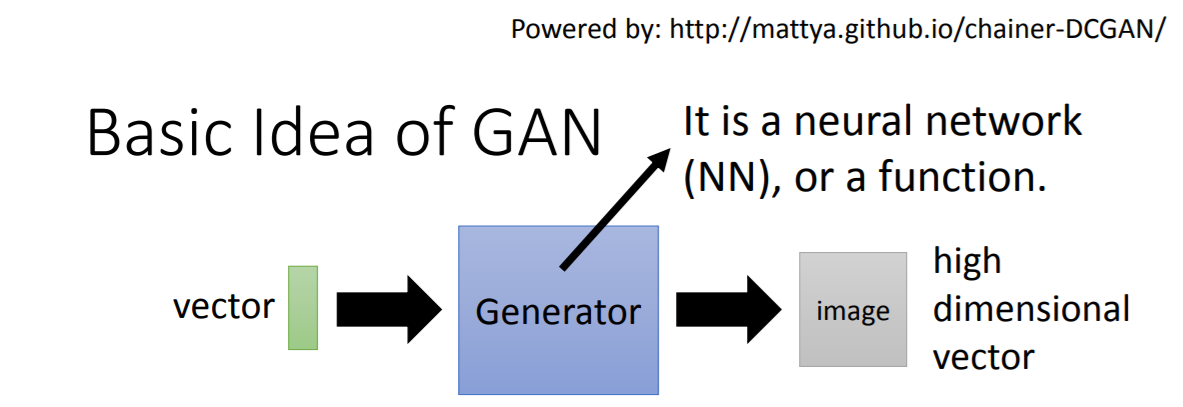 Powered by: http://mattya.github.io/chainer-DCGAN/
Basic Idea of GAN
It is a neural network
(NN), or a function.
vector
Generator
image
high
dimensional
vector